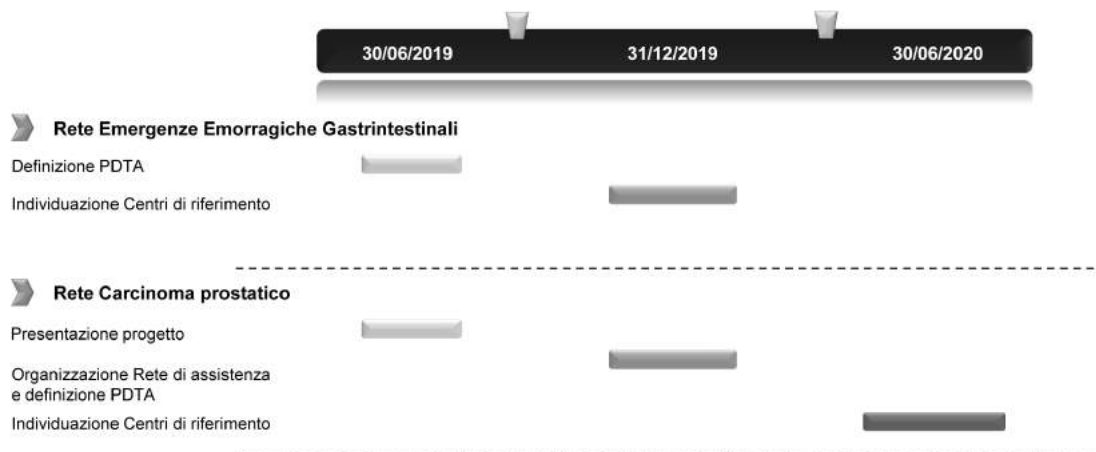 30/06/2019 31/12/2019 30/06/2020
Rete Emergenze Emorragiche Gastrintestinali
Definizione PDTA
Individuazione Centri di riferimento
Rete Carcinoma prostatico
Presentazione progetto
Organizzazione Rete di assistenza
e definizione PDTA
Individuazione Centri di riferimento